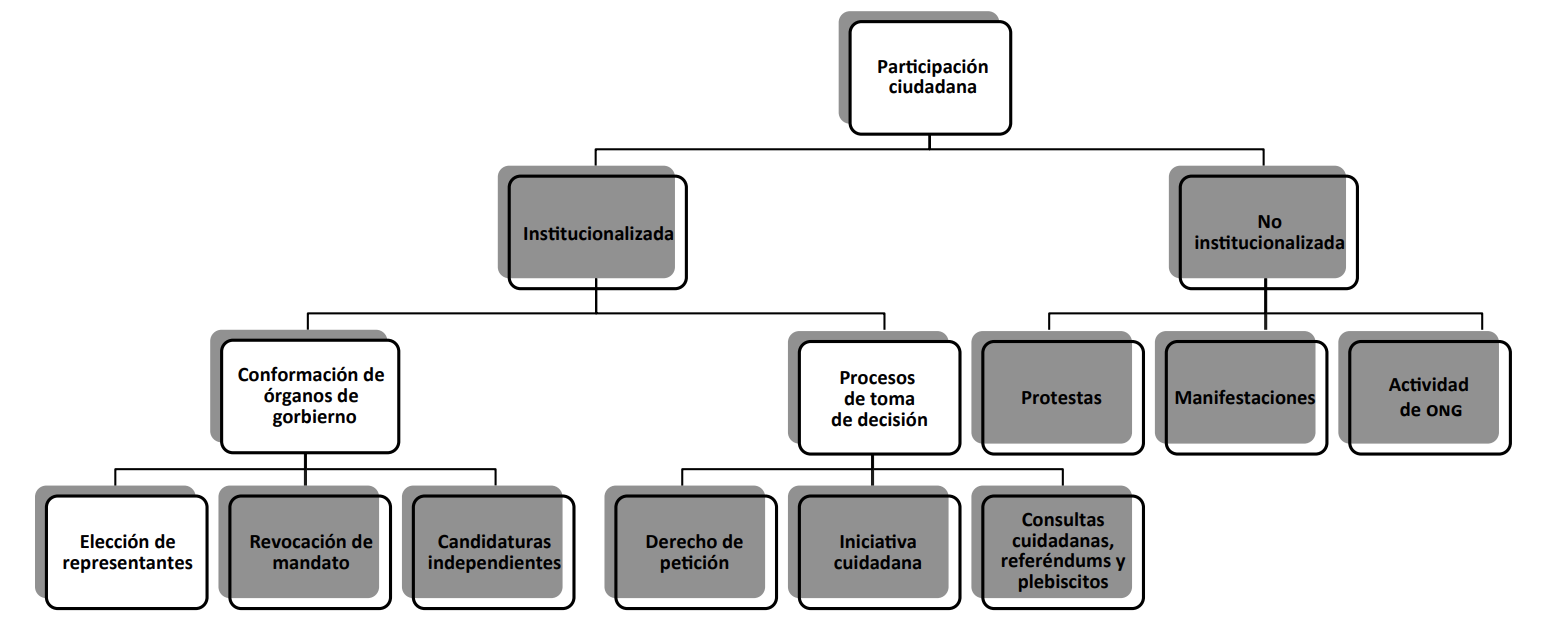 Participación
ciudadana
Institucionalizada
No
institucionalizada
Conformación de
órganos de
gorbierno
Procesos
de toma
de decisión
Protestas
Manifestaciones
Actividad
de ONG
Elección de
representantes
Revocación de
mandato
Candidaturas
independientes
Derecho de
petición
Iniciativa
cuidadana
Consultas
cuidadanas,
referéndums y
plebiscitos